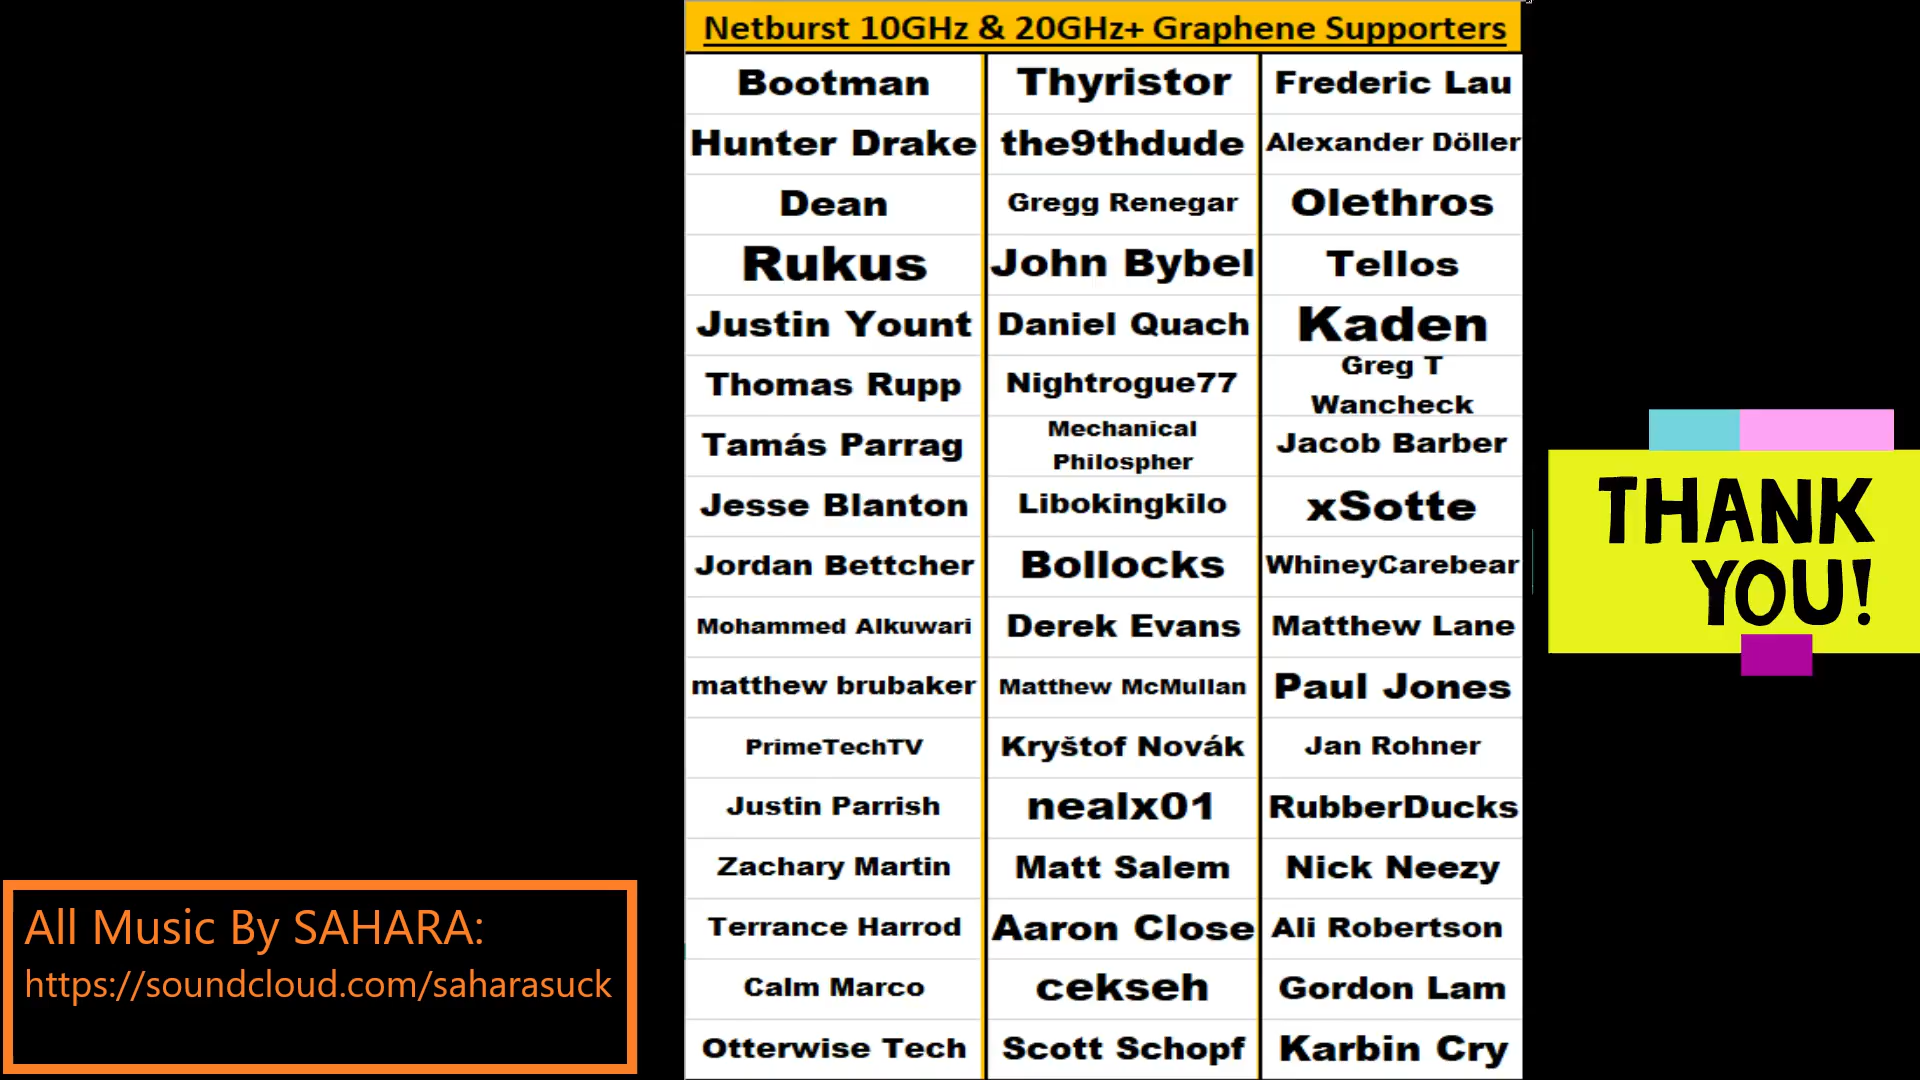 Netburst 10GHz & 20GHz+ Graphene Supporters
Bootman Thyristor Frederic Lau
Hunter Drake the9thdude Alexander Döller
Dean Gregg Renegar Olethros
Rukus John Bybel Tellos
Justin Yount Daniel Quach Kaden
Thomas Rupp Nightrogue77 Greg T
Wancheck
Tamás Parrag Mechanical
Philospher Jacob Barber
Jesse Blanton Libokingkilo xSotte
Jordan Bettcher Bollocks WhineyCarebear
Mohammed Alkuwari Derek Evans Matthew Lane
matthew brubaker Matthew McMullan Paul Jones
PrimeTechTV Kryštof Novák Jan Rohner
Justin Parrish nealx01 RubberDucks
Zachary Martin Matt Salem Nick Neezy
Terrance Harrod Aaron Close Ali Robertson
Calm Marco cekseh Gordon Lam
Otterwise Tech Scott Schopf Karbin Cry
THANK
YOU!
All Music By SAHARA:
https://soundcloud.com/saharasuck